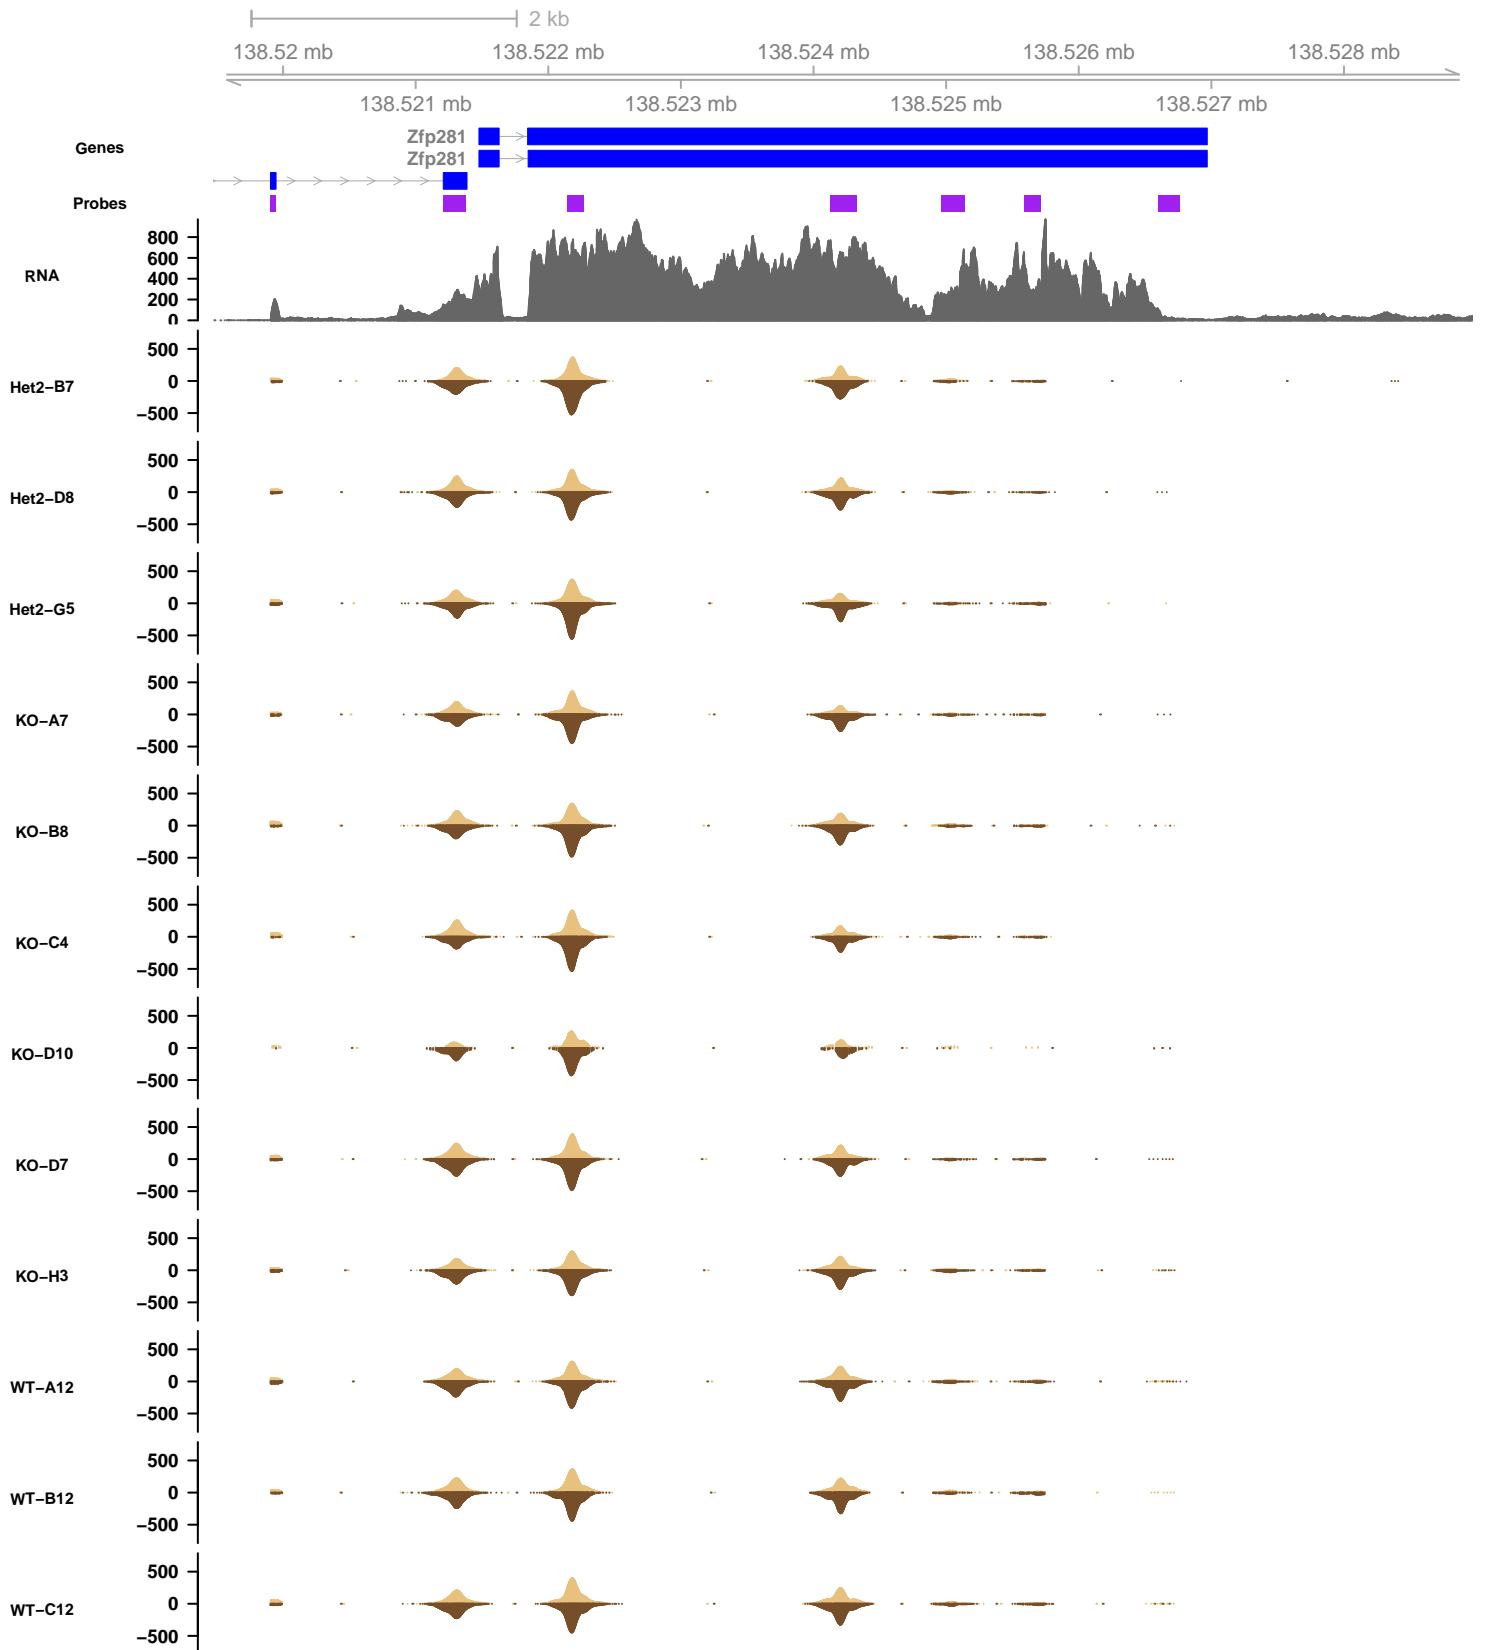 2 kb
138.52 mb 138.522 mb 138.524 mb 138.526 mb 138.528 mb
138.521 mb 138.523 mb 138.525 mb 138.527 mb
Genes
Zfp281
Zfp281
Probes
RNA
800
600
400
200
0
Het2−B7
500
0
−500
Het2−D8
500
0
−500
Het2−G5
500
0
−500
KO−A7
500
0
−500
KO−B8
500
0
−500
KO−C4
500
0
−500
KO−D10
500
0
−500
KO−D7
500
0
−500
KO−H3
500
0
−500
WT−A12
500
0
−500
WT−B12
500
0
−500
WT−C12
500
0
−500